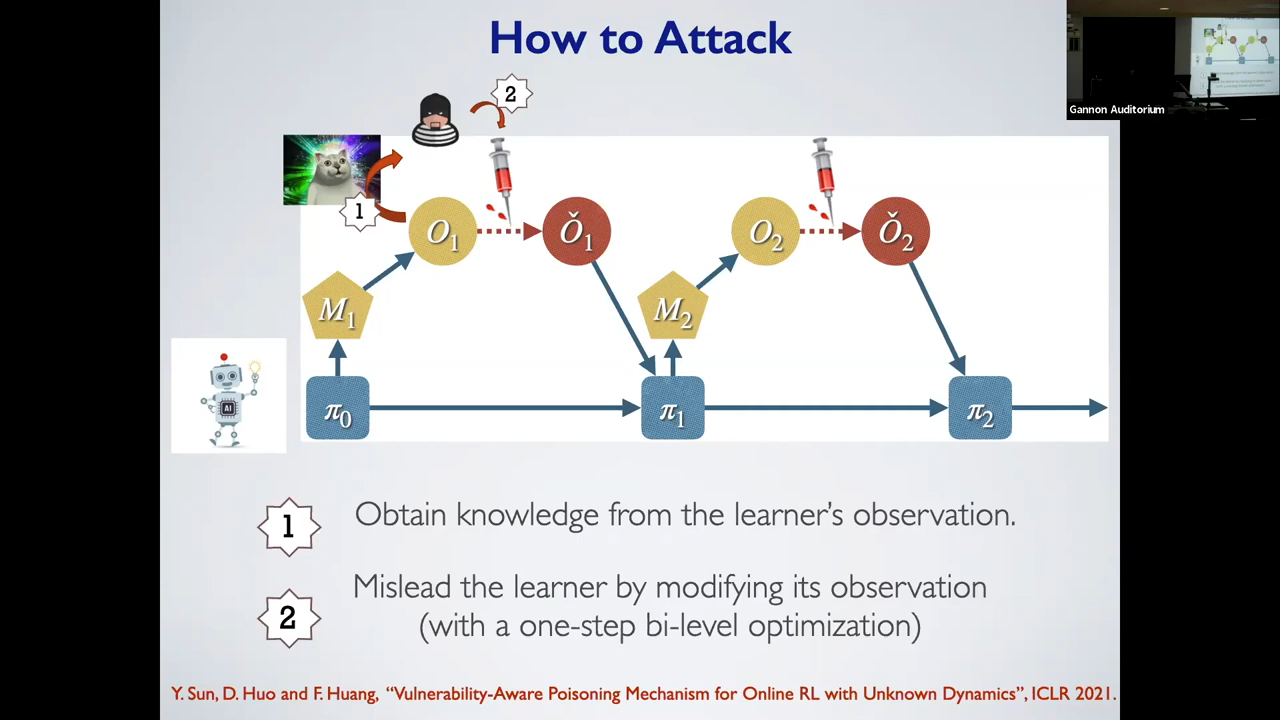 How to Attack
Gannon Auditorium
2
1
O1
Ǒ1
O2
Ǒ2
M1
M2
AI
π0
π1
π2
1
Obtain knowledge from the learner's observation.
2
Mislead the learner by modifying its observation
(with a one-step bi-level optimization)
Y. Sun, D. Huo and F. Huang, “Vulnerability-Aware Poisoning Mechanism for Online RL with Unknown Dynamics”, ICLR 2021.